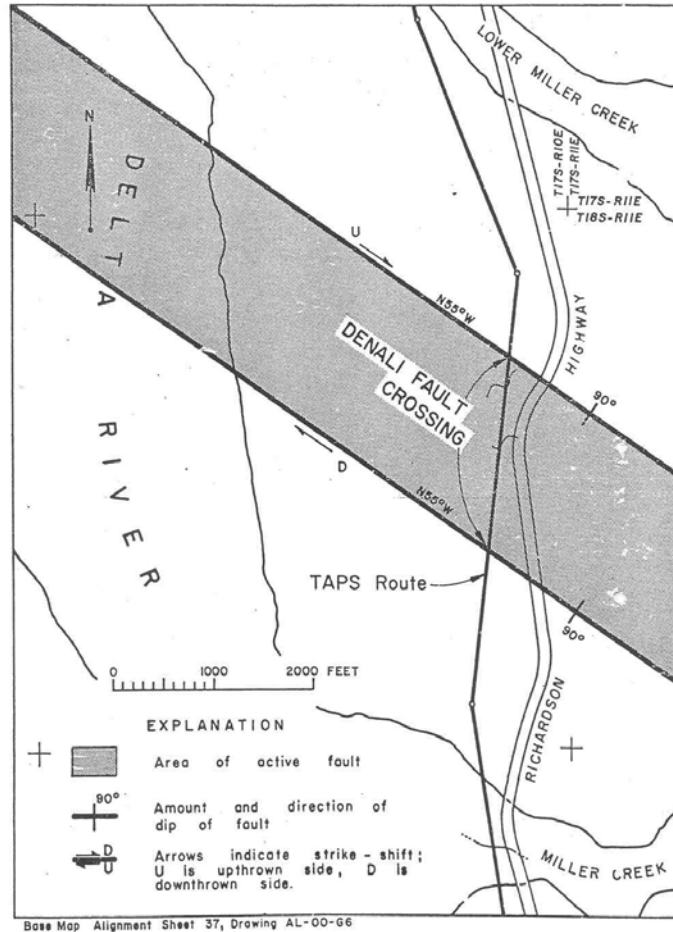 LOWER MILLER CREEK
T17S-R10E
T17S-R11E
T17S-R11E
T18S-R11E
N
DELTA RIVER
U
N55°W
HIGHWAY
DENALI FAULT
CROSSING
90°
D
N55°W
TAPS Route
90°
0 1000 2000 FEET
RICHARDSON
EXPLANATION
Area of active fault
90°
Amount and direction of
dip of fault
D
U
Arrows indicate strike-shift;
U is upthrown side, D is
downthrown side.
MILLER CREEK
Base Map Alignment Sheet 37, Drawing AL-00-G6